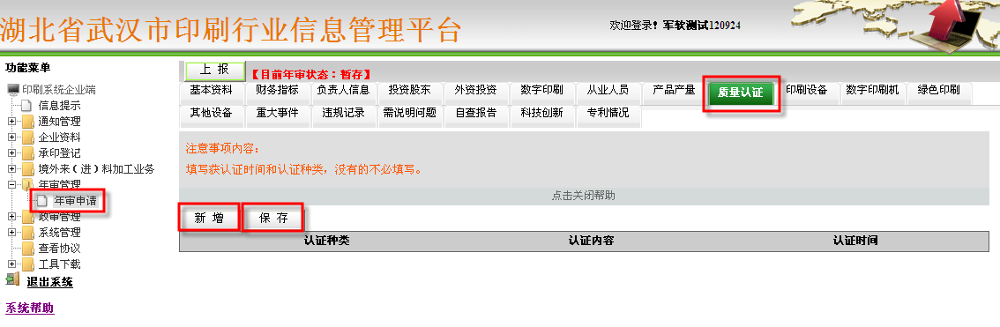 湖北省武汉市印刷行业信息管理平台
欢迎登录！军软测试120924
功能菜单
印刷系统企业端
信息提示
通知管理
企业资料
承印登记
境外来（进）料加工业务
年审管理
年审申请
政审管理
系统管理
查看协议
工具下载
退出系统
系统帮助
上 报 【目前年审状态：暂存】
基本资料 财务指标 负责人信息 投资股东 外资投资 数字印刷 从业人员 产品产量 质量认证 印刷设备 数字印刷机 绿色印刷
其他设备 重大事件 违规记录 需说明问题 自查报告 科技创新 专利情况
注意事项内容：
填写获认证时间和认证种类，没有的不必填写。
点击关闭帮助
新 增 保 存
认证种类 认证内容 认证时间